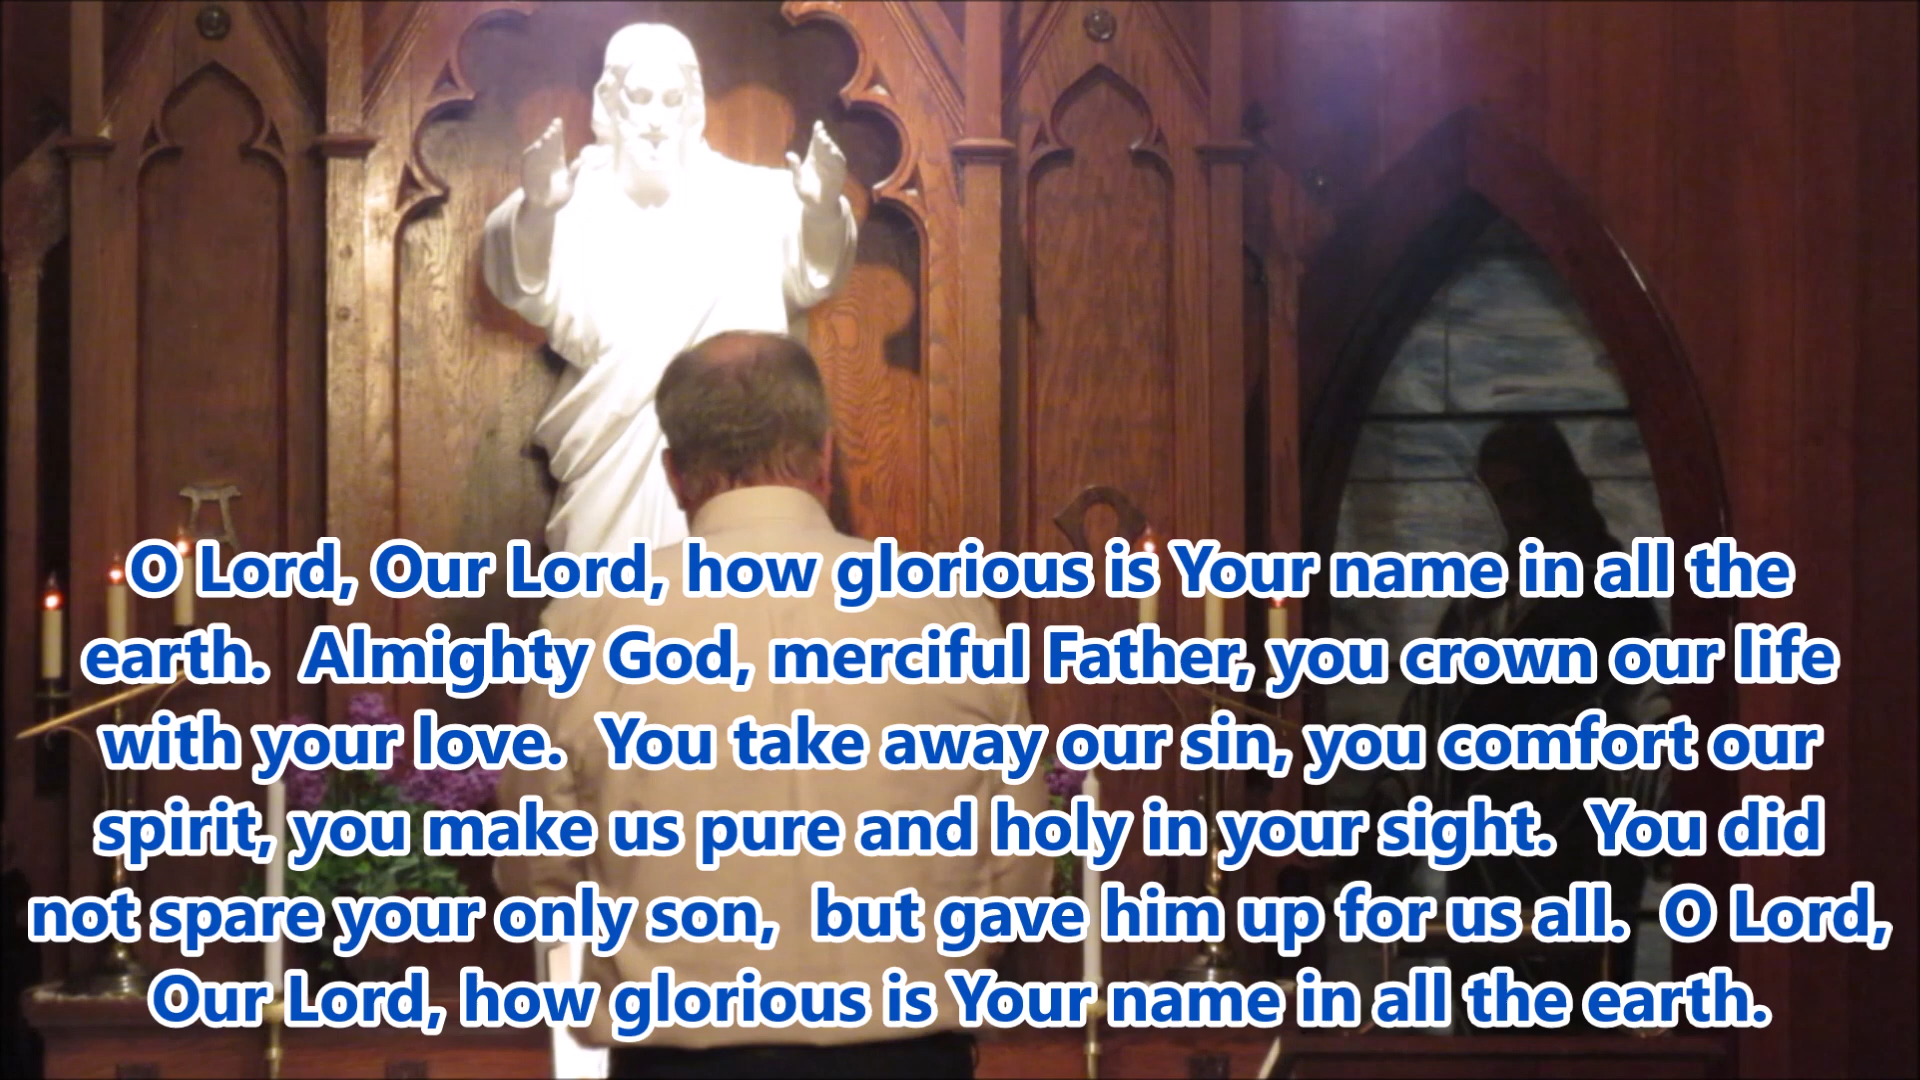 O Lord, Our Lord, how glorious is Your name in all the
earth.  Almighty God, merciful Father, you crown our life
with your love.  You take away our sin, you comfort our
spirit, you make us pure and holy in your sight.  You did
not spare your only son,  but gave him up for us all.  O Lord,
Our Lord, how glorious is Your name in all the earth.